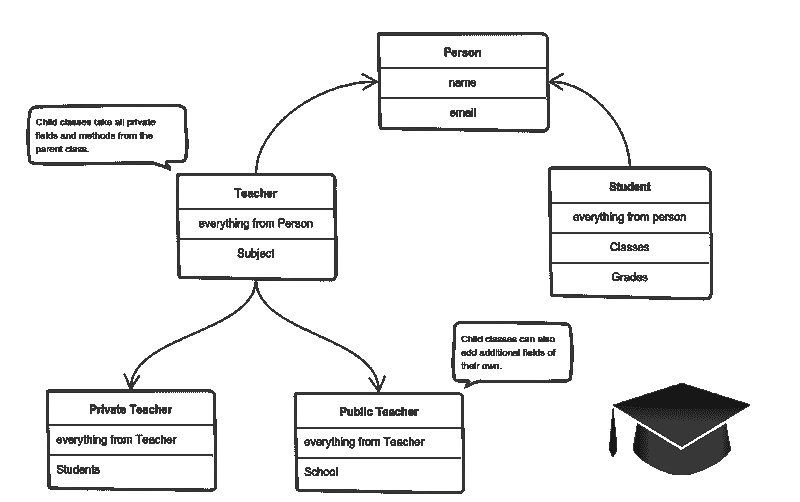 Person
name
email
Child classes take all private
fields and methods from the
parent class.
Teacher
everything from Person
Subject
Student
everything from person
Classes
Grades
Child classes can also
add additional fields of
their own.
Private Teacher
everything from Teacher
Students
Public Teacher
everything from Teacher
School